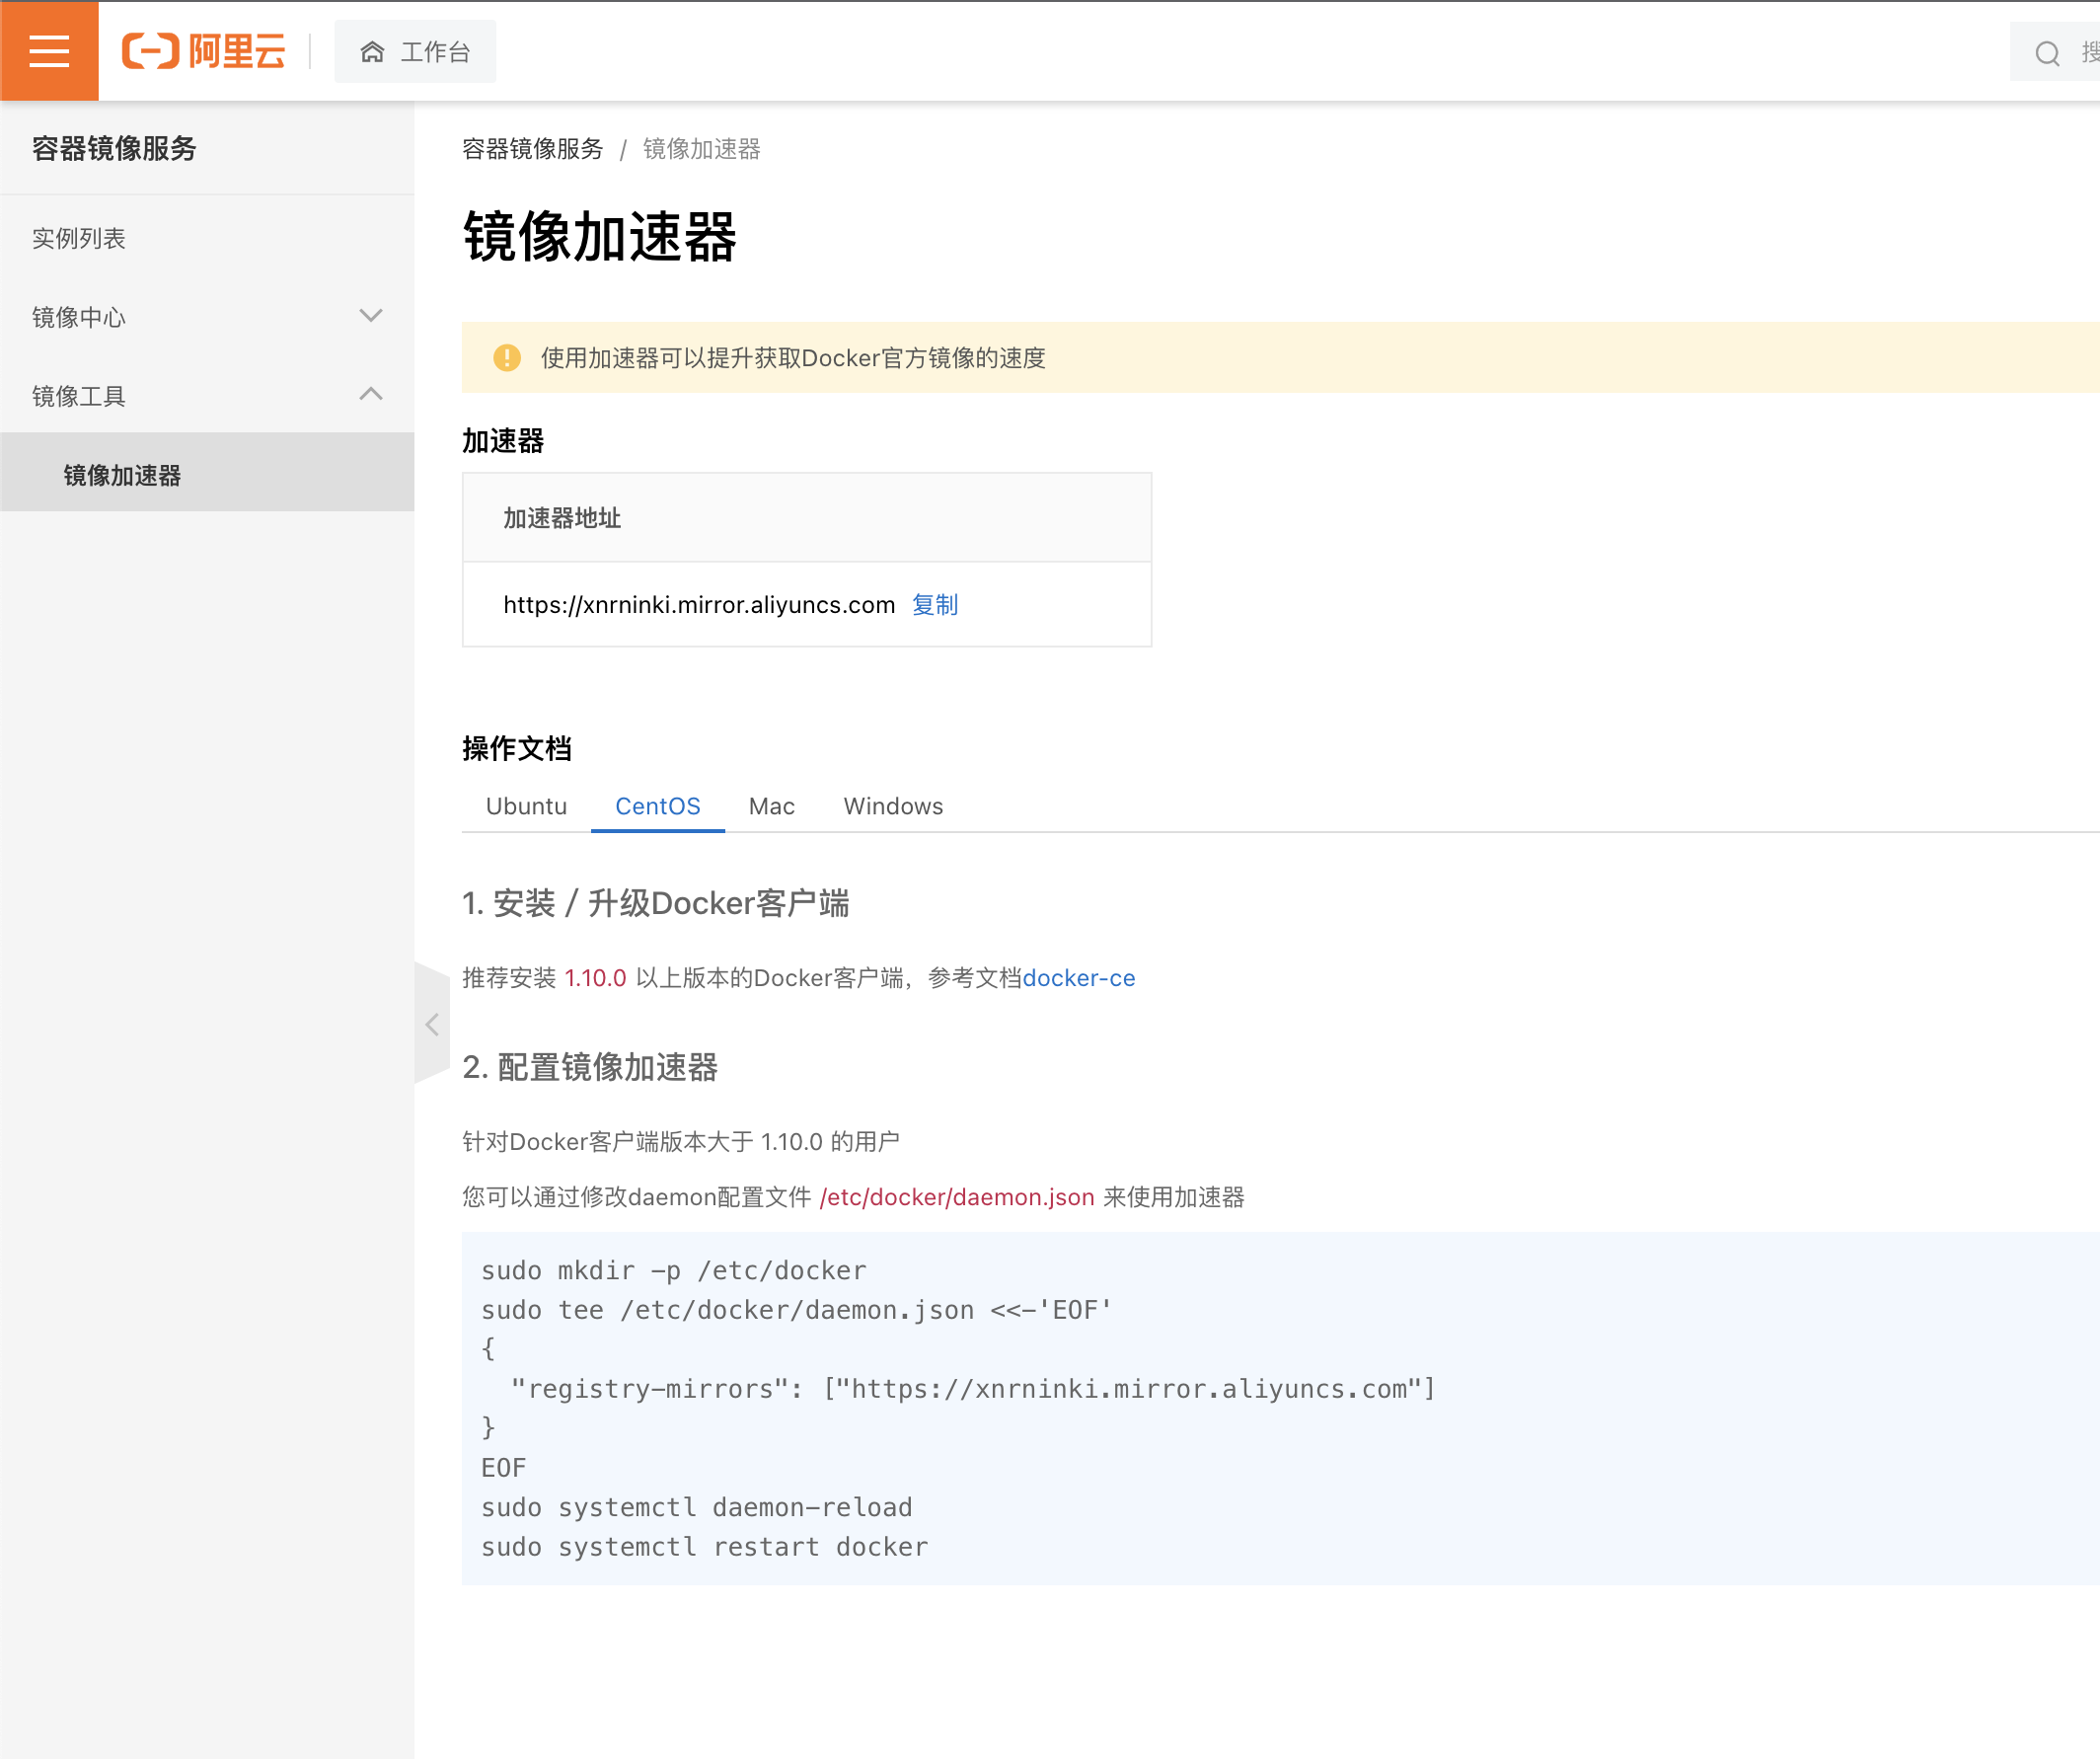 阿里云
工作台
搜
容器镜像服务
实例列表
镜像中心
镜像工具
镜像加速器
容器镜像服务 / 镜像加速器
镜像加速器
使用加速器可以提升获取Docker官方镜像的速度
加速器
加速器地址
https://xnrninki.mirror.aliyuncs.com 复制
操作文档
Ubuntu CentOS Mac Windows
1. 安装 / 升级Docker客户端
推荐安装 1.10.0 以上版本的Docker客户端，参考文档docker-ce
2. 配置镜像加速器
针对Docker客户端版本大于 1.10.0 的用户
您可以通过修改daemon配置文件 /etc/docker/daemon.json 来使用加速器
sudo mkdir -p /etc/docker
sudo tee /etc/docker/daemon.json <<-'EOF'
{
  "registry-mirrors": ["https://xnrninki.mirror.aliyuncs.com"]
}
EOF
sudo systemctl daemon-reload
sudo systemctl restart docker